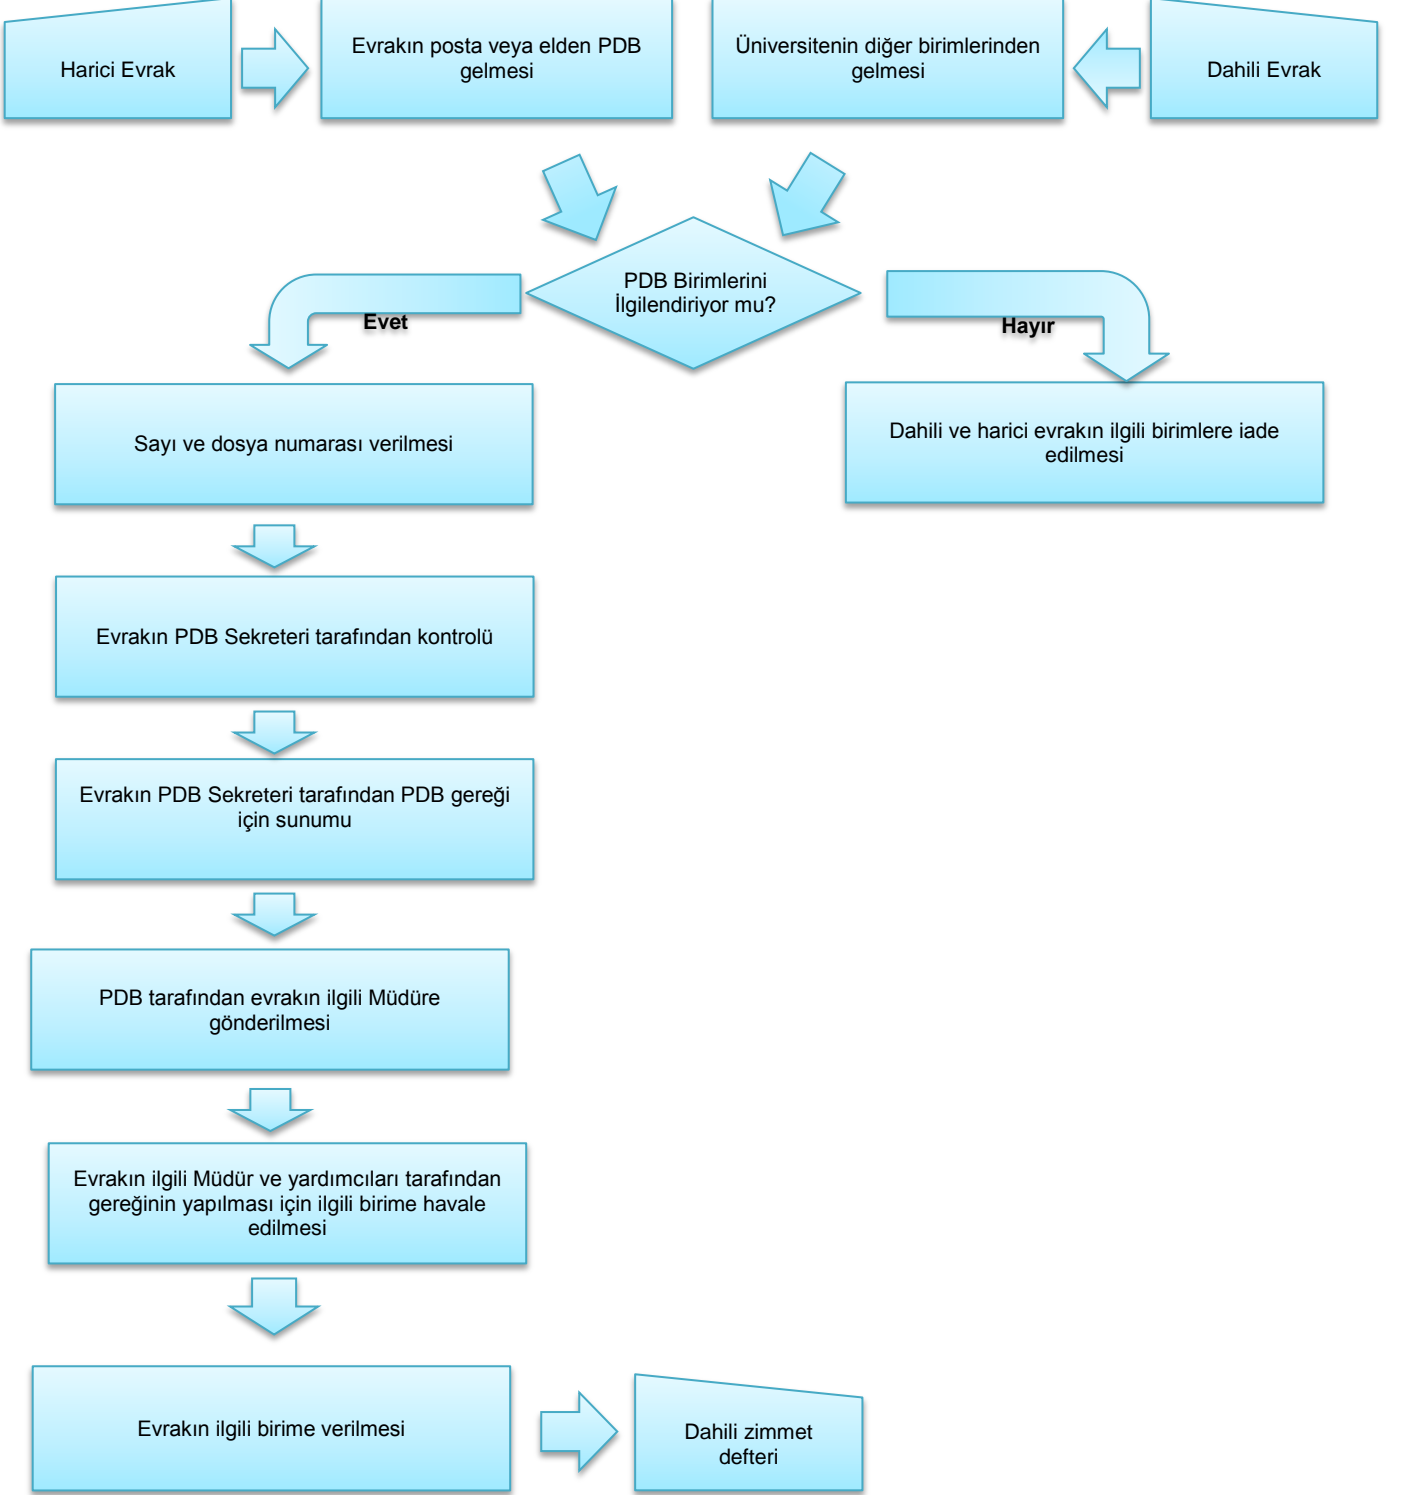 Harici Evrak
Evrakın posta veya elden PDB
gelmesi
Üniversitenin diğer birimlerinden
gelmesi
Dahili Evrak
PDB Birimlerini
İlgilendiriyor mu?
Evet
Hayır
Sayı ve dosya numarası verilmesi
Dahili ve harici evrakın ilgili birimlere iade
edilmesi
Evrakın PDB Sekreteri tarafından kontrolü
Evrakın PDB Sekreteri tarafından PDB gereği
için sunumu
PDB tarafından evrakın ilgili Müdüre
gönderilmesi
Evrakın ilgili Müdür ve yardımcıları tarafından
gereğinin yapılması için ilgili birime havale
edilmesi
Evrakın ilgili birime verilmesi
Dahili zimmet
defteri